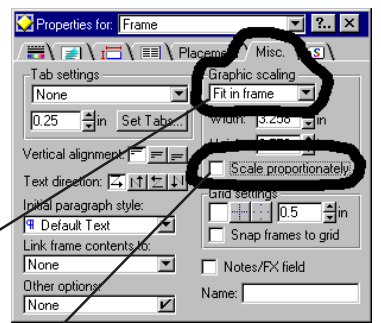 Properties for: Frame
Placeme
Misc.
Tab settings
None
0.25 in Set Tabs...
Vertical alignment:
Text direction:
Initial paragraph style:
¶ Default Text
Link frame contents to:
None
Other options:
None
Graphic scaling
Fit in frame
Width: 3.258 in
Scale proportionately
Grid settings
0.5 in
Snap frames to grid
Notes/FX field
Name: